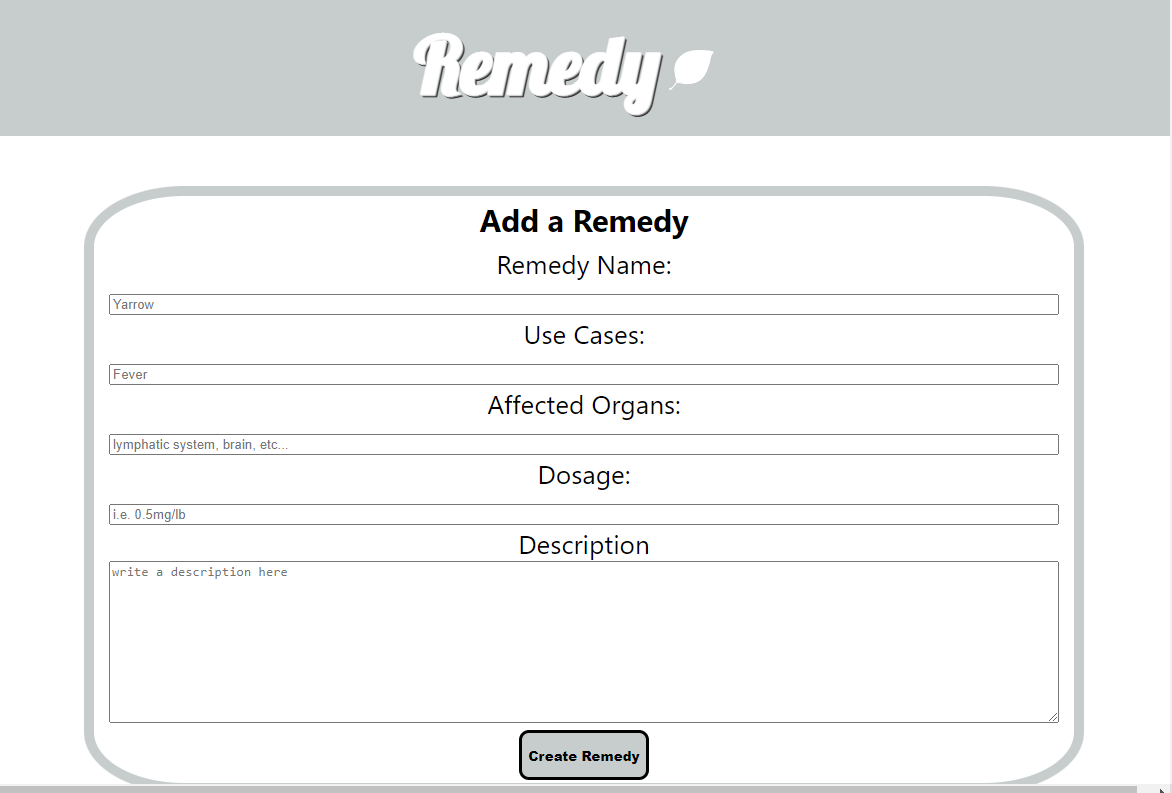 Remedy
Add a Remedy
Remedy Name:
Yarrow
Use Cases:
Fever
Affected Organs:
lymphatic system, brain, etc...
Dosage:
i.e. 0.5mg/lb
Description
write a description here
Create Remedy